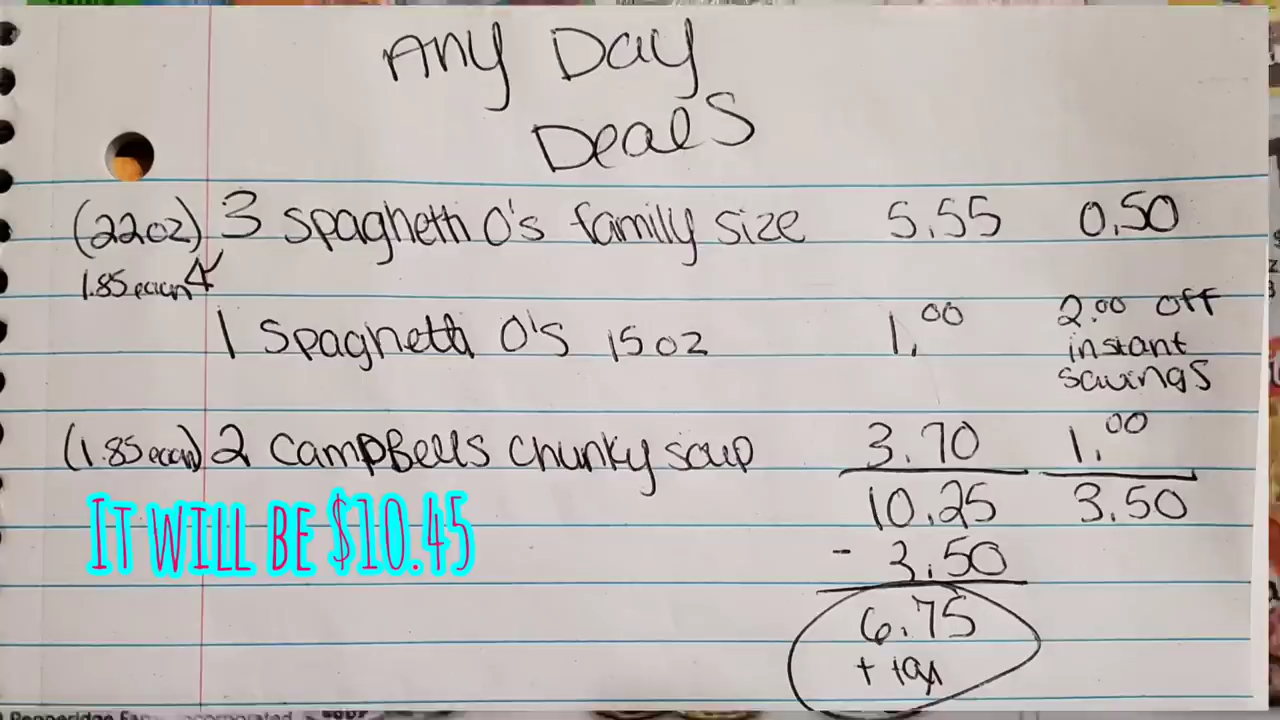 Any Day
Deals
(22oz) 3 Spaghetti O's family size 5.55 0.50
1.85 each
1 Spaghetti O's 15 oz 1.00 2.00 off
instant
savings
(1.85 each) 2 Campbells Chunky soup 3.70 1.00
IT WILL BE $10.45
10.25 3.50
- 3.50
6.75
+ tax